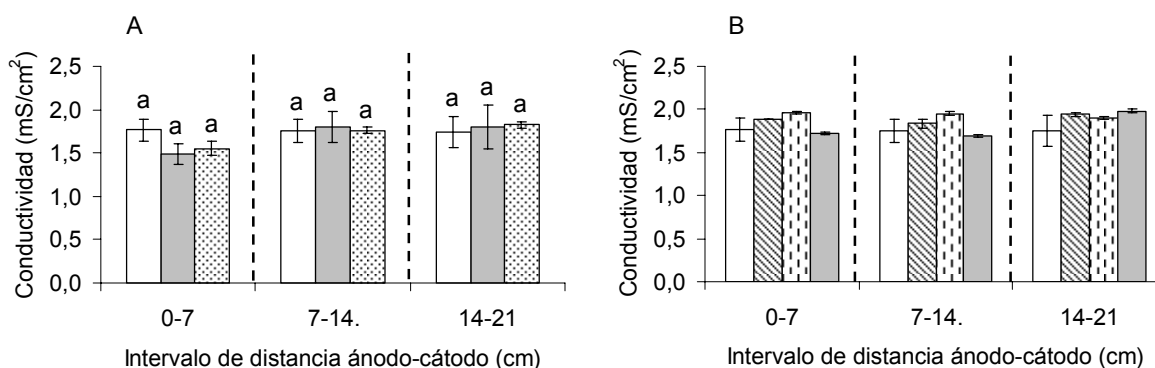 A
Conductividad (mS/cm²)
2,5
2,0
1,5
1,0
0,5
0,0
a a a a a a a a a
0-7 7-14. 14-21
Intervalo de distancia ánodo-cátodo (cm)
B
Conductividad (mS/cm²)
2,5
2,0
1,5
1,0
0,5
0,0
0-7 7-14. 14-21
Intervalo de distancia ánodo-cátodo (cm)